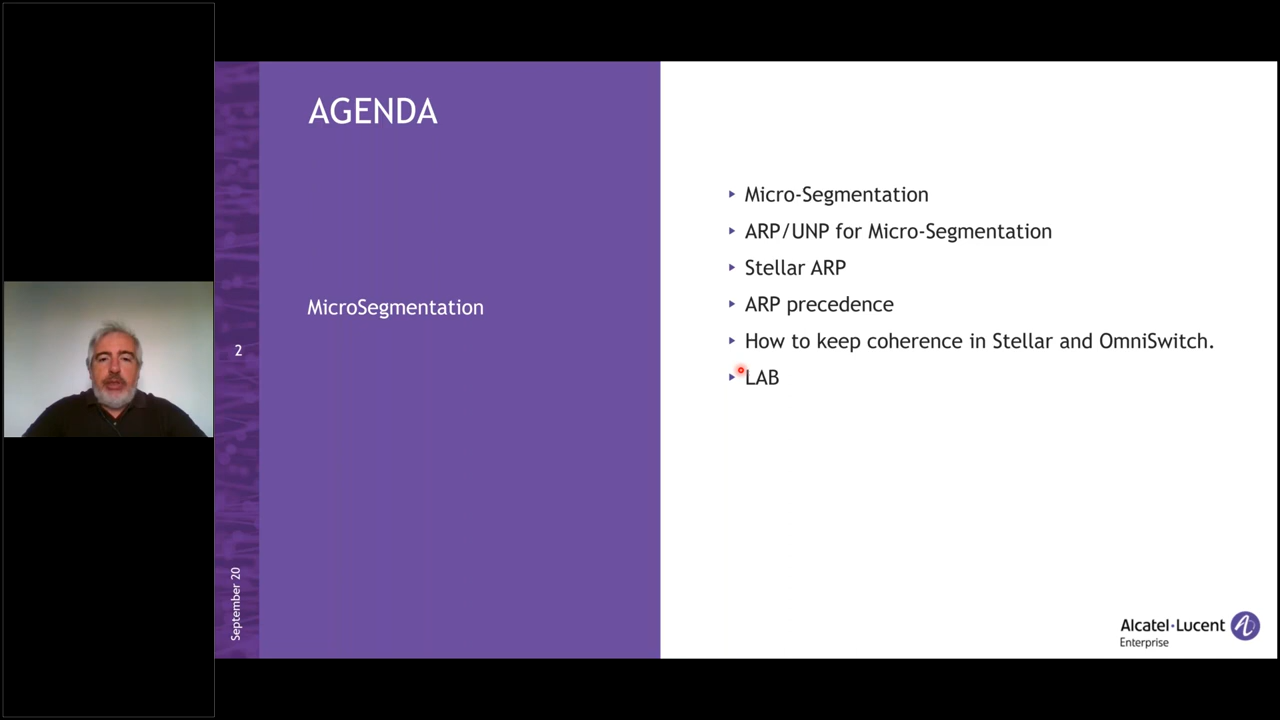 AGENDA
MicroSegmentation
2
September 20
Micro-Segmentation
ARP/UNP for Micro-Segmentation
Stellar ARP
ARP precedence
How to keep coherence in Stellar and OmniSwitch.
LAB
Alcatel·Lucent
Enterprise